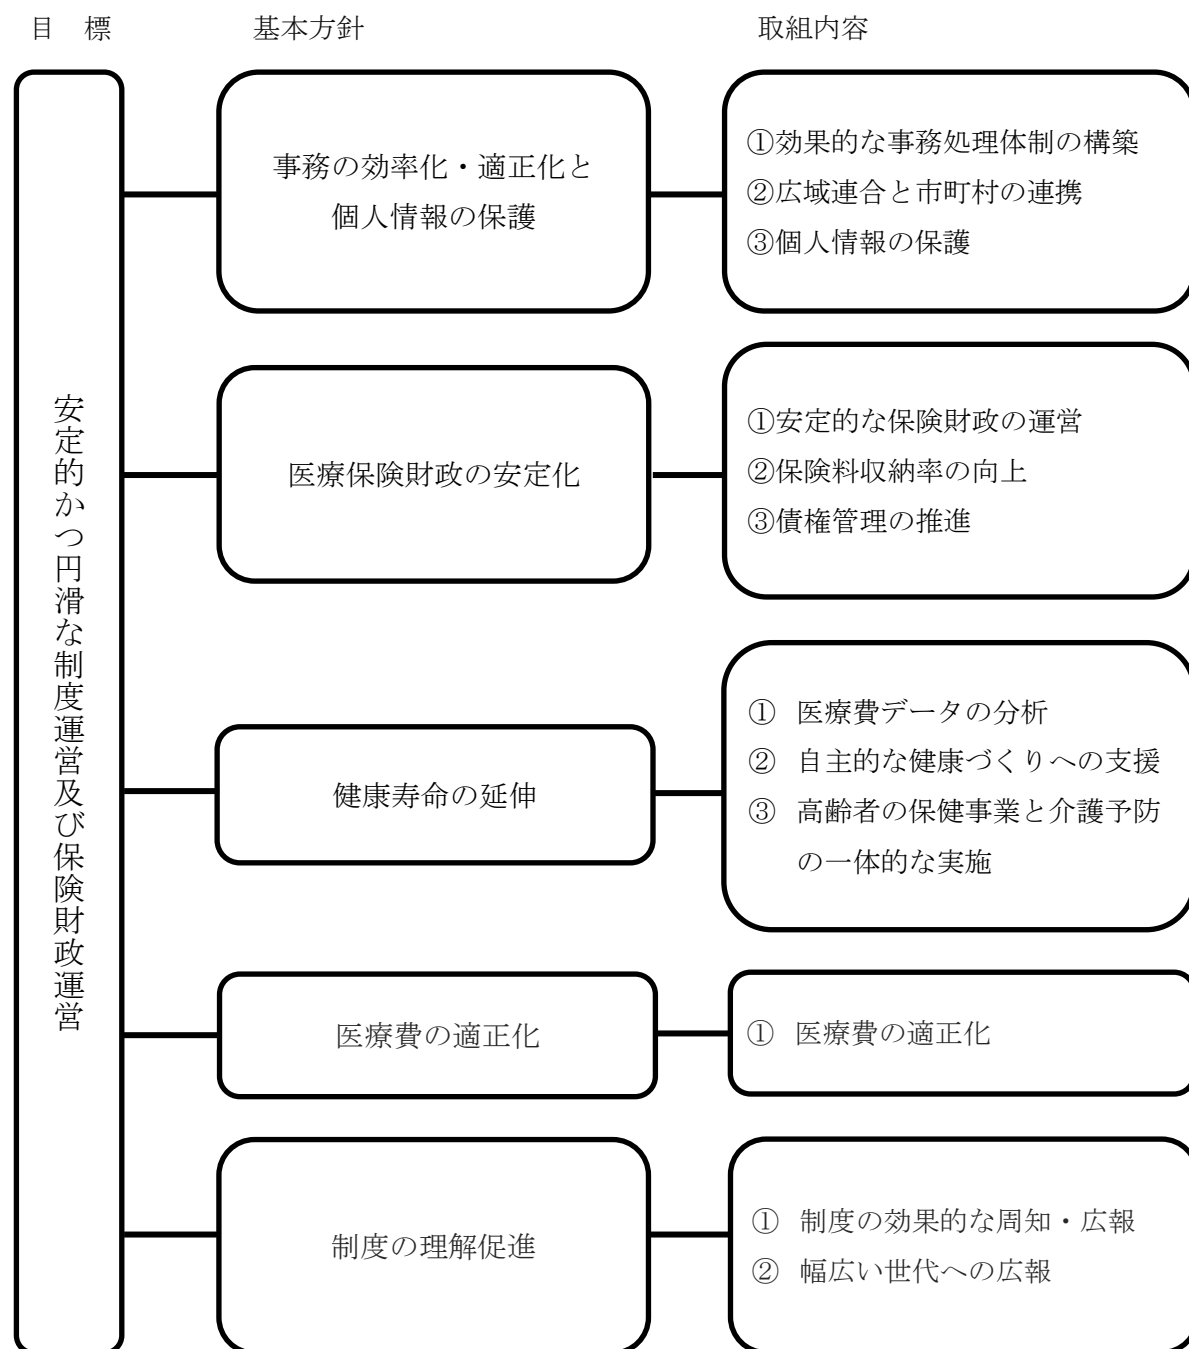 目　標
基本方針
取組内容
安定的かつ円滑な制度運営及び保険財政運営
事務の効率化・適正化と
個人情報の保護
①効果的な事務処理体制の構築
②広域連合と市町村の連携
③個人情報の保護
医療保険財政の安定化
①安定的な保険財政の運営
②保険料収納率の向上
③債権管理の推進
健康寿命の延伸
①　医療費データの分析
②　自主的な健康づくりへの支援
③　高齢者の保健事業と介護予防
の一体的な実施
医療費の適正化
①　医療費の適正化
制度の理解促進
①　制度の効果的な周知・広報
②　幅広い世代への広報